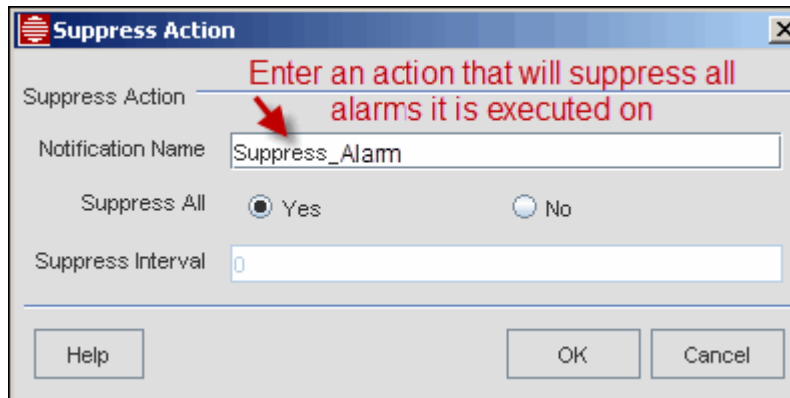 Suppress Action
Enter an action that will suppress all
alarms it is executed on
Suppress Action
Notification Name
Suppress_Alarm
Suppress All
Yes
No
Suppress Interval
0
Help
OK
Cancel